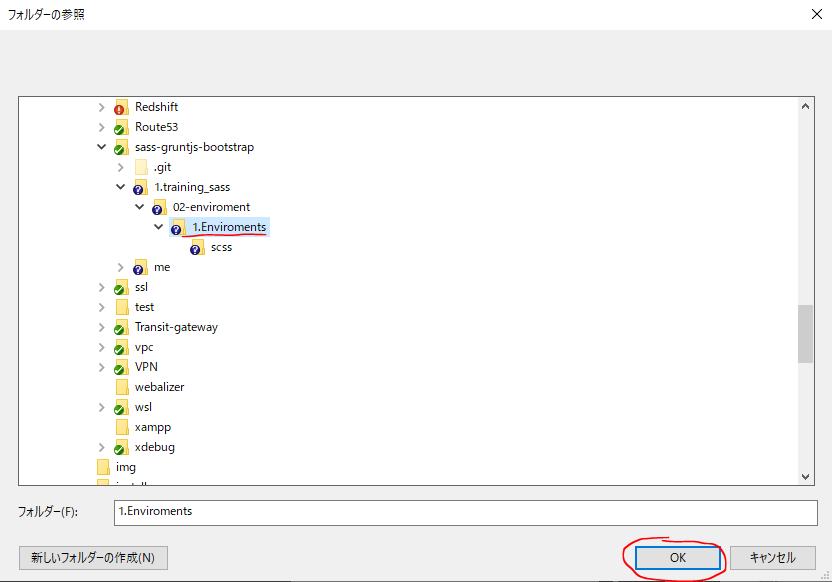 フォルダーの参照
Redshift
Route53
sass-gruntjs-bootstrap
.git
1.training_sass
02-enviroment
1.Enviroments
scss
me
ssl
test
Transit-gateway
vpc
VPN
webalizer
wsl
xampp
xdebug
img
フォルダー(F):
1.Enviroments
新しいフォルダーの作成(N)
OK
キャンセル